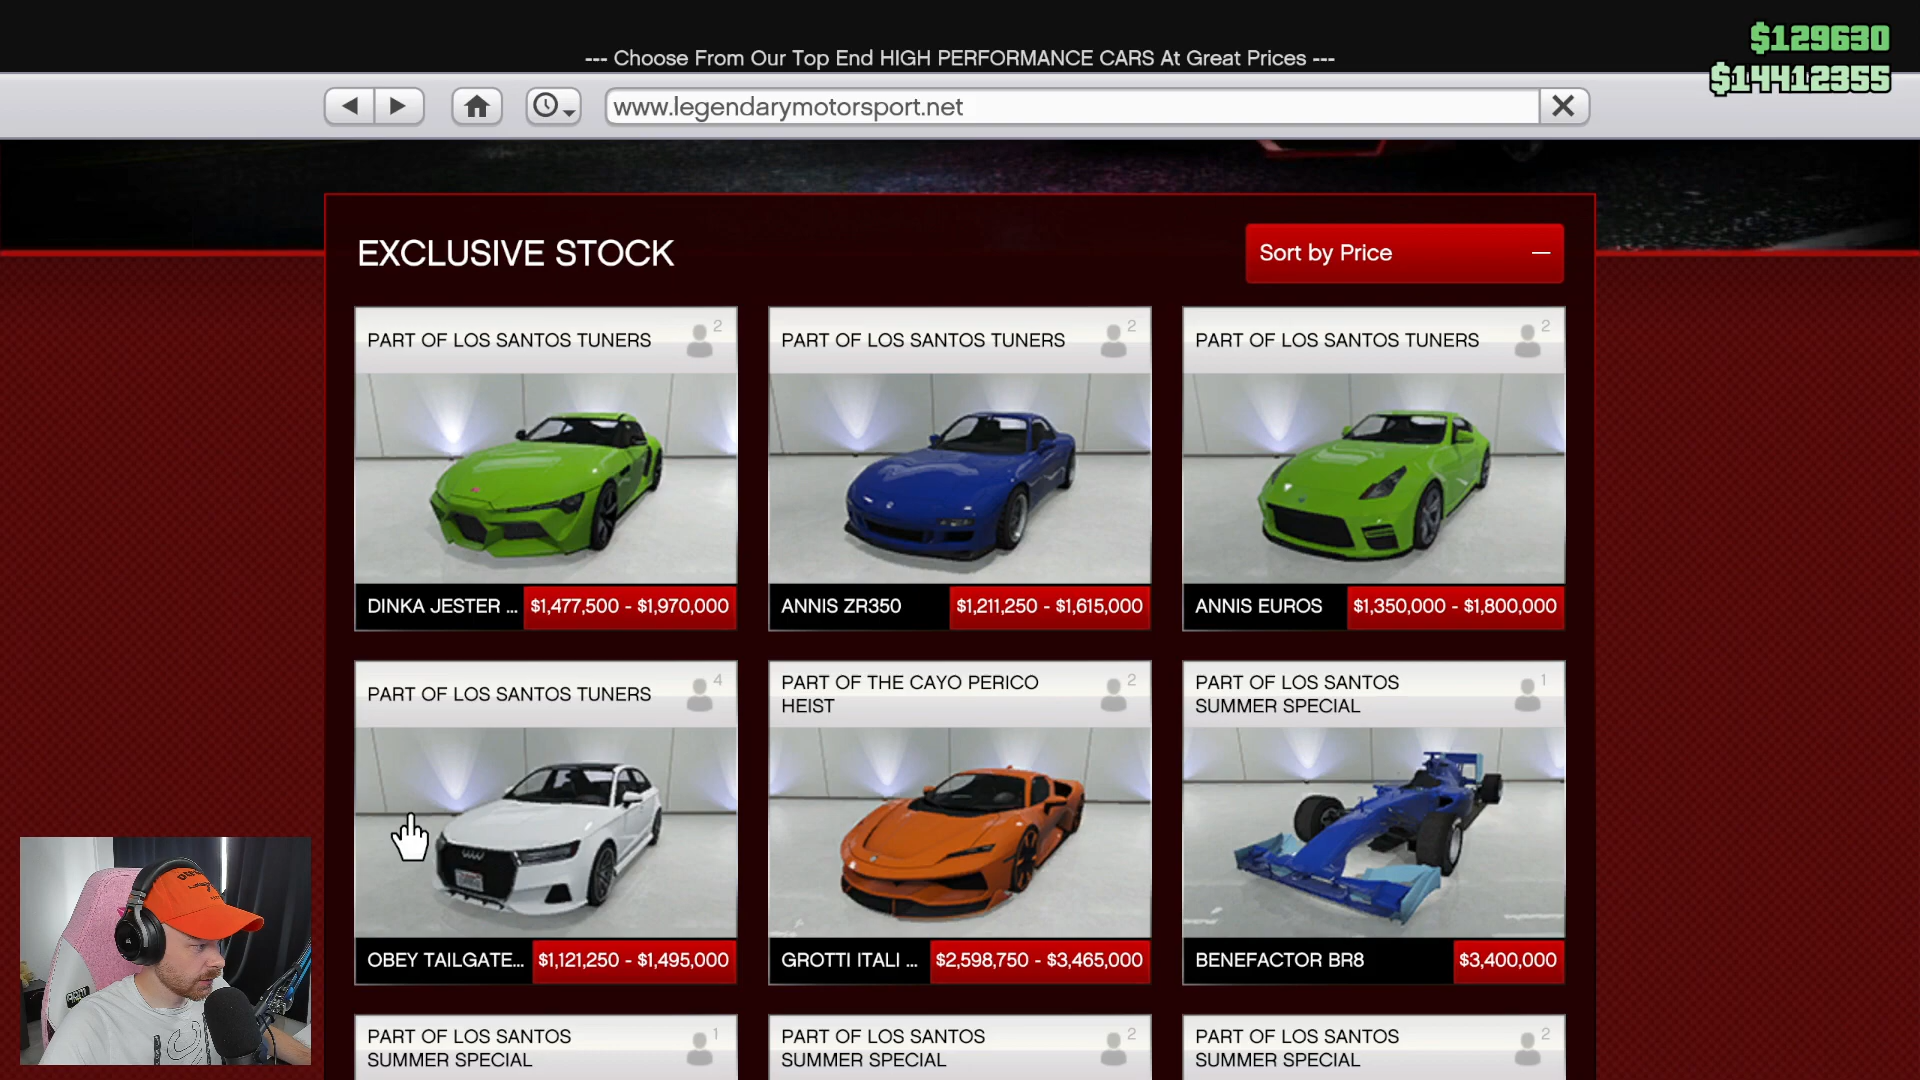 --- Choose From Our Top End HIGH PERFORMANCE CARS At Great Prices ---
$129630
$14412355
www.legendarymotorsport.net
EXCLUSIVE STOCK
Sort by Price
PART OF LOS SANTOS TUNERS 2
PART OF LOS SANTOS TUNERS 2
PART OF LOS SANTOS TUNERS 2
DINKA JESTER ... $1,477,500 - $1,970,000
ANNIS ZR350 $1,211,250 - $1,615,000
ANNIS EUROS $1,350,000 - $1,800,000
PART OF LOS SANTOS TUNERS 4
PART OF THE CAYO PERICO 2
HEIST
PART OF LOS SANTOS 1
SUMMER SPECIAL
OBEY TAILGATE... $1,121,250 - $1,495,000
GROTTI ITALI ... $2,598,750 - $3,465,000
BENEFACTOR BR8 $3,400,000
PART OF LOS SANTOS 1
SUMMER SPECIAL
PART OF LOS SANTOS 2
SUMMER SPECIAL
PART OF LOS SANTOS 2
SUMMER SPECIAL